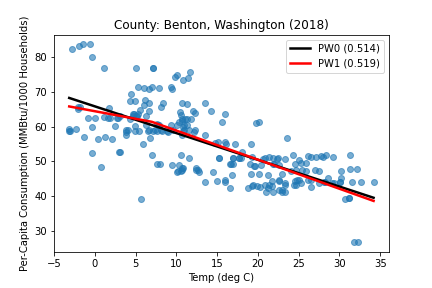 County: Benton, Washington (2018)
Per-Capita Consumption (MMBtu/1000 Households)
80
70
60
50
40
30
PW0 (0.514)
PW1 (0.519)
−5 0 5 10 15 20 25 30 35
Temp (deg C)